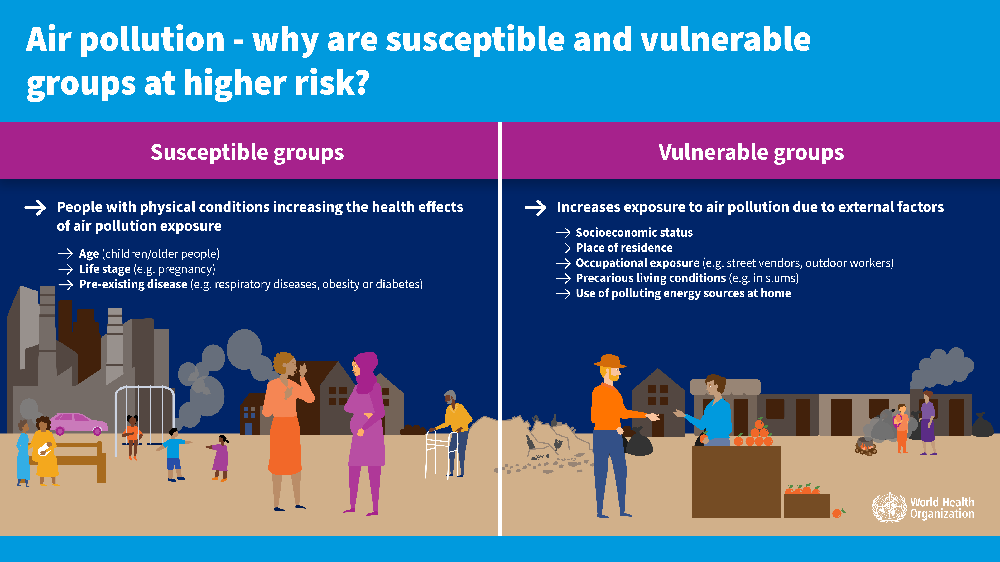 Air pollution - why are susceptible and vulnerable
groups at higher risk?
Susceptible groups
→ People with physical conditions increasing the health effects
of air pollution exposure
→ Age (children/older people)
→ Life stage (e.g. pregnancy)
→ Pre-existing disease (e.g. respiratory diseases, obesity or diabetes)
Vulnerable groups
→ Increases exposure to air pollution due to external factors
→ Socioeconomic status
→ Place of residence
→ Occupational exposure (e.g. street vendors, outdoor workers)
→ Precarious living conditions (e.g. in slums)
→ Use of polluting energy sources at home
World Health
Organization